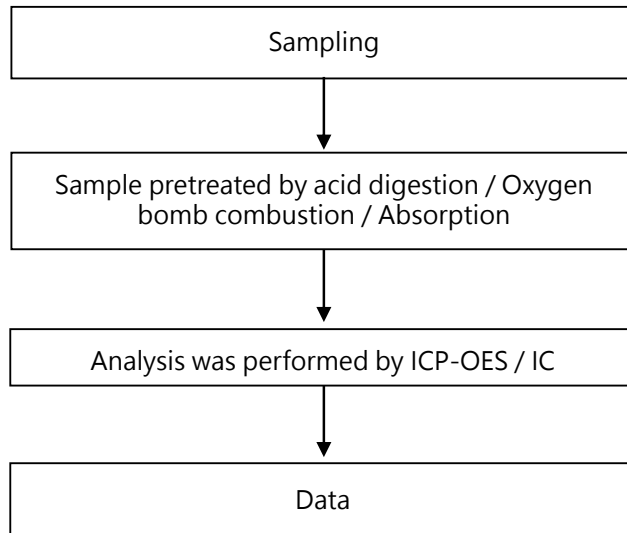 Sampling
Sample pretreated by acid digestion / Oxygen
bomb combustion / Absorption
Analysis was performed by ICP-OES / IC
Data